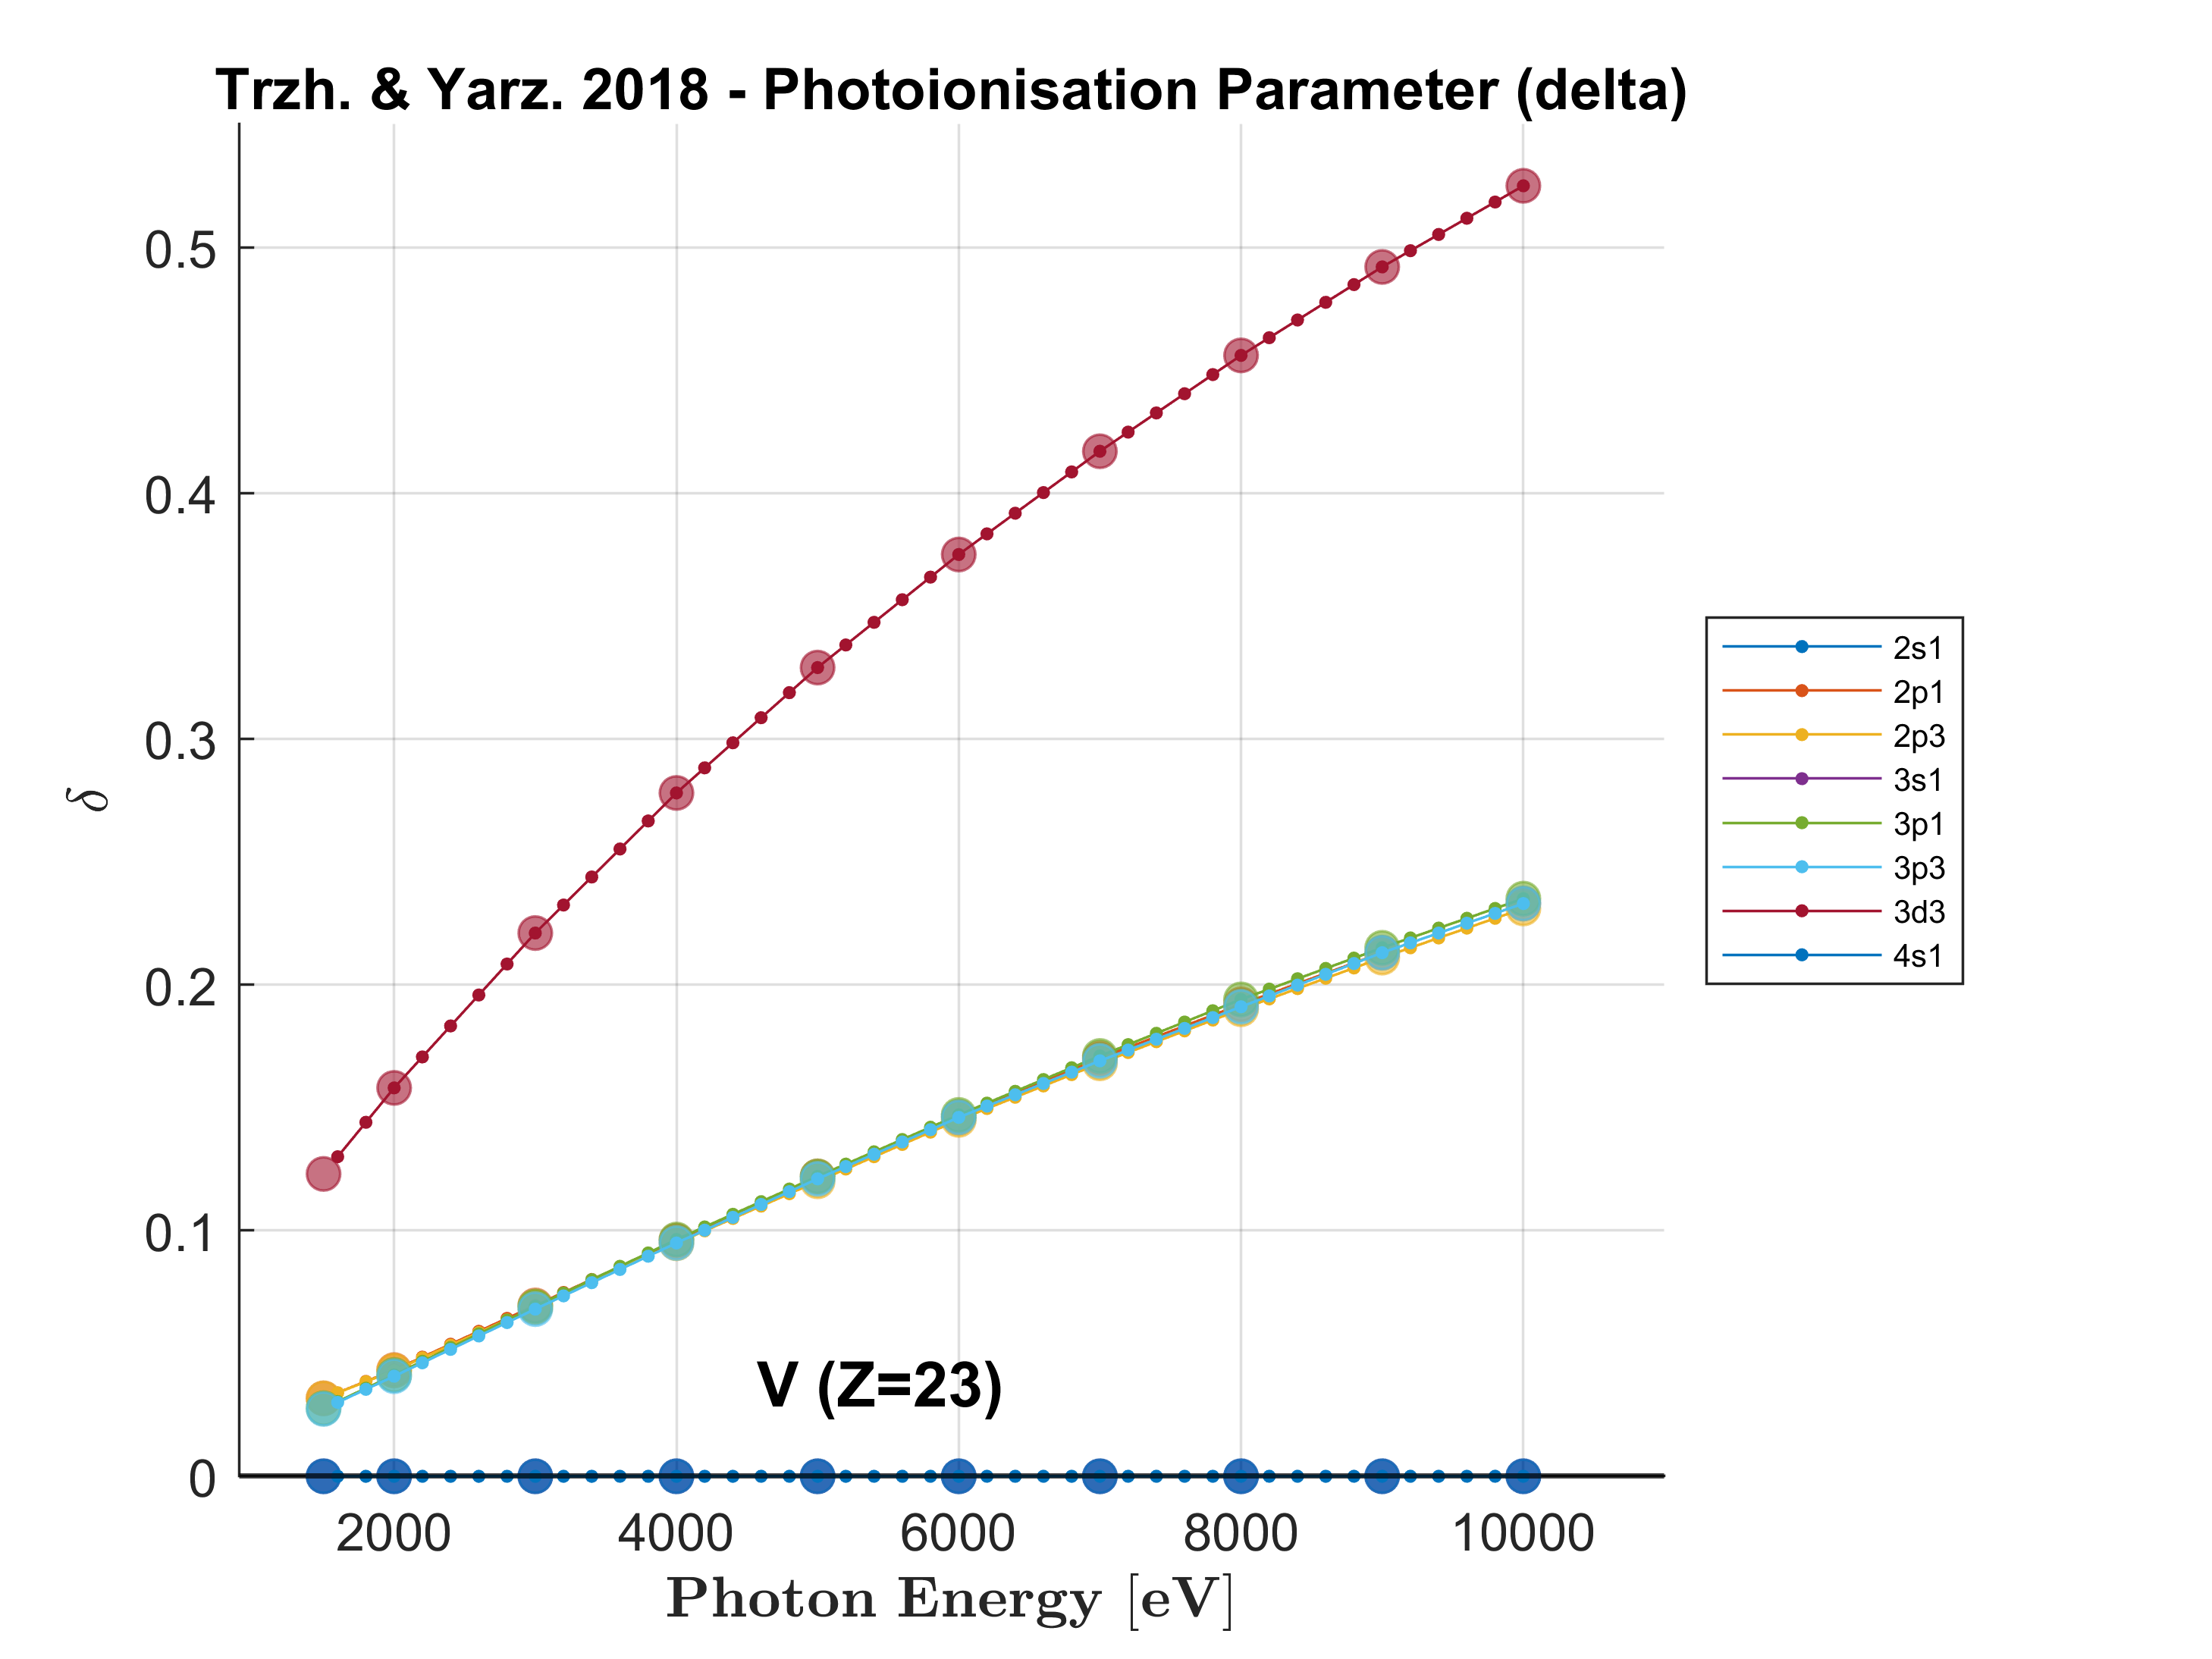 Trzh. & Yarz. 2018 - Photoionisation Parameter (delta)
0.5
0.4
0.3
0.2
0.1
0
δ
2000 4000 6000 8000 10000
Photon Energy [eV]
V (Z=23)
2s1
2p1
2p3
3s1
3p1
3p3
3d3
4s1